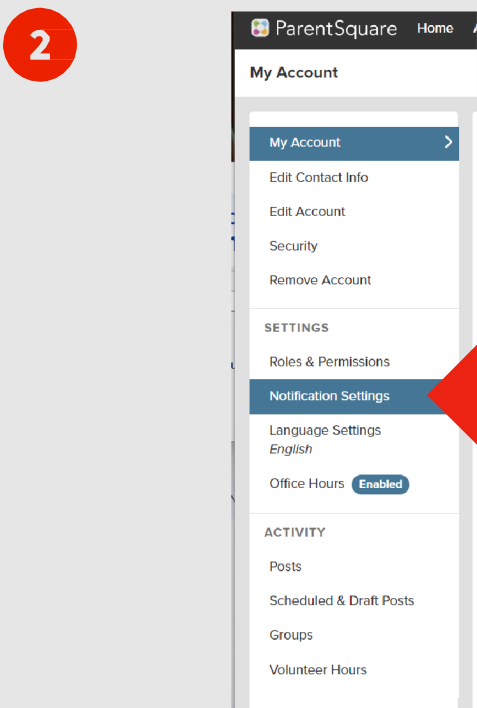 2
ParentSquare Home
My Account
My Account
Edit Contact Info
Edit Account
Security
Remove Account
SETTINGS
Roles & Permissions
Notification Settings
Language Settings
English
Office Hours Enabled
ACTIVITY
Posts
Scheduled & Draft Posts
Groups
Volunteer Hours